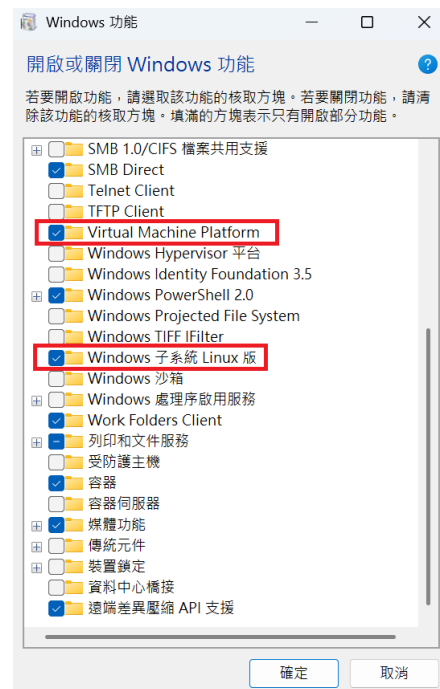 Windows 功能
開啟或關閉 Windows 功能
若要開啟功能，請選取該功能的核取方塊。若要關閉功能，請清
除該功能的核取方塊。填滿的方塊表示只有開啟部分功能。
SMB 1.0/CIFS 檔案共用支援
SMB Direct
Telnet Client
TFTP Client
Virtual Machine Platform
Windows Hypervisor 平台
Windows Identity Foundation 3.5
Windows PowerShell 2.0
Windows Projected File System
Windows TIFF IFilter
Windows 子系統 Linux 版
Windows 沙箱
Windows 處理序啟用服務
Work Folders Client
列印和文件服務
受防護主機
容器
容器伺服器
媒體功能
傳統元件
裝置鎖定
資料中心橋接
遠端差異壓縮 API 支援
確定
取消